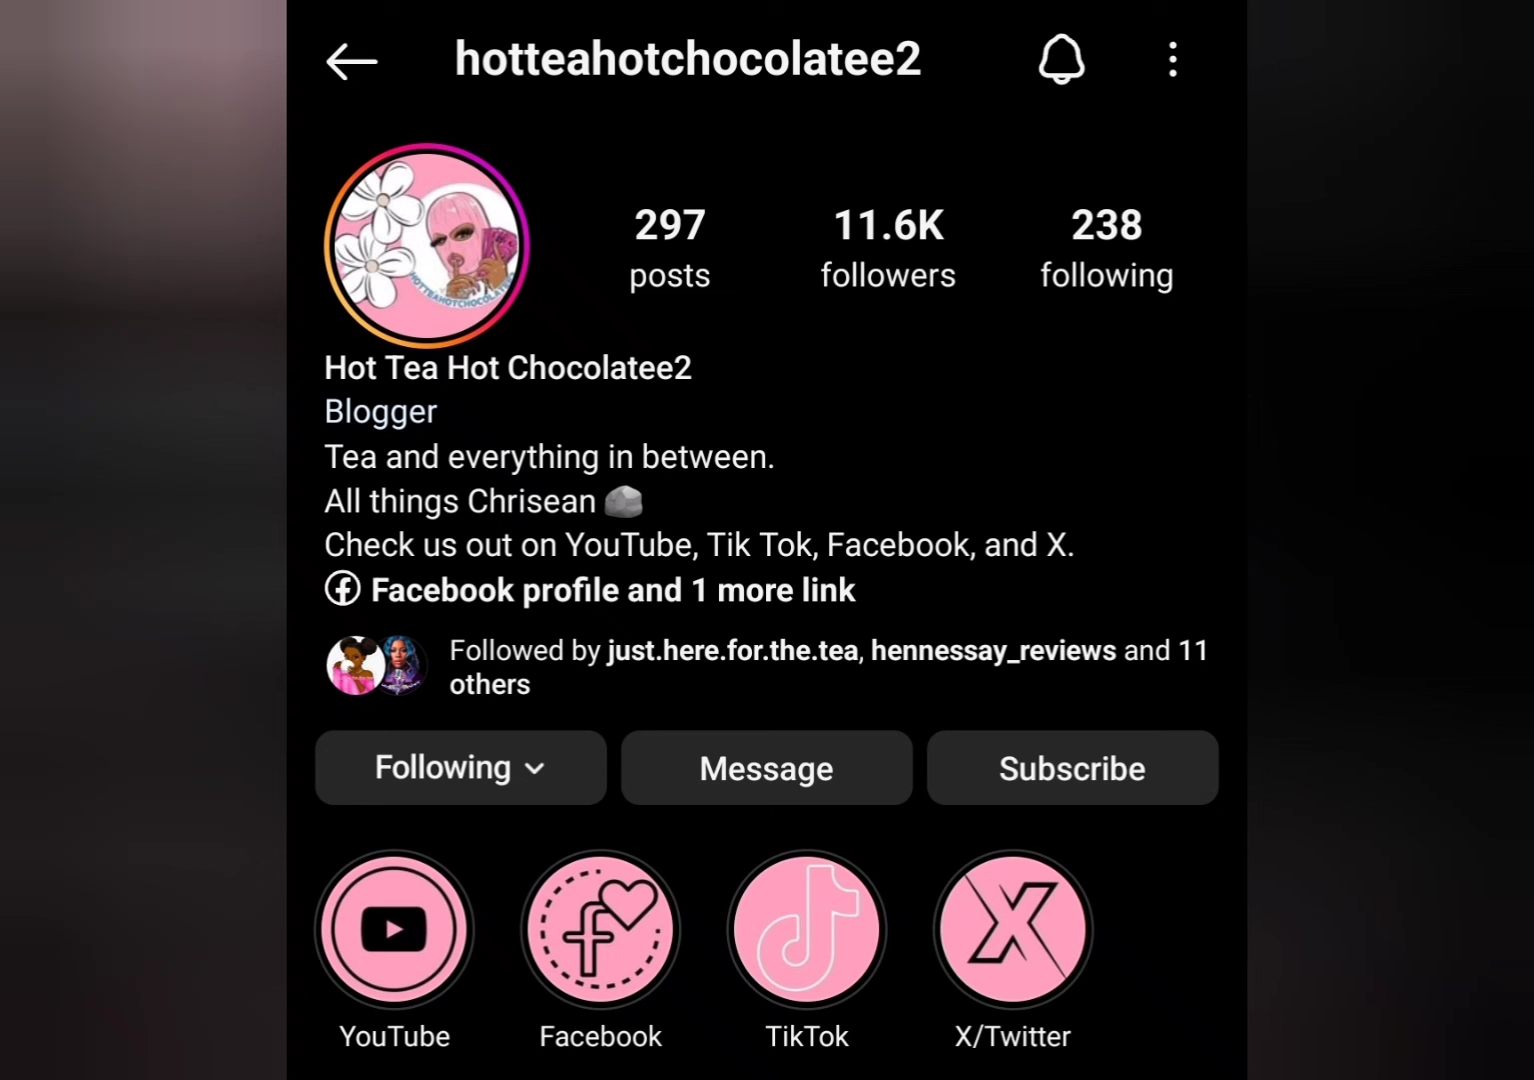 hotteahotchocolatee2
297
posts
11.6K
followers
238
following
HOTTEAHOTCHOCOLATEE
Hot Tea Hot Chocolatee2
Blogger
Tea and everything in between.
All things Chrisean 🪨
Check us out on YouTube, Tik Tok, Facebook, and X.
Facebook profile and 1 more link
Followed by just.here.for.the.tea, hennessay_reviews and 11
others
Following
Message
Subscribe
YouTube
Facebook
TikTok
X/Twitter